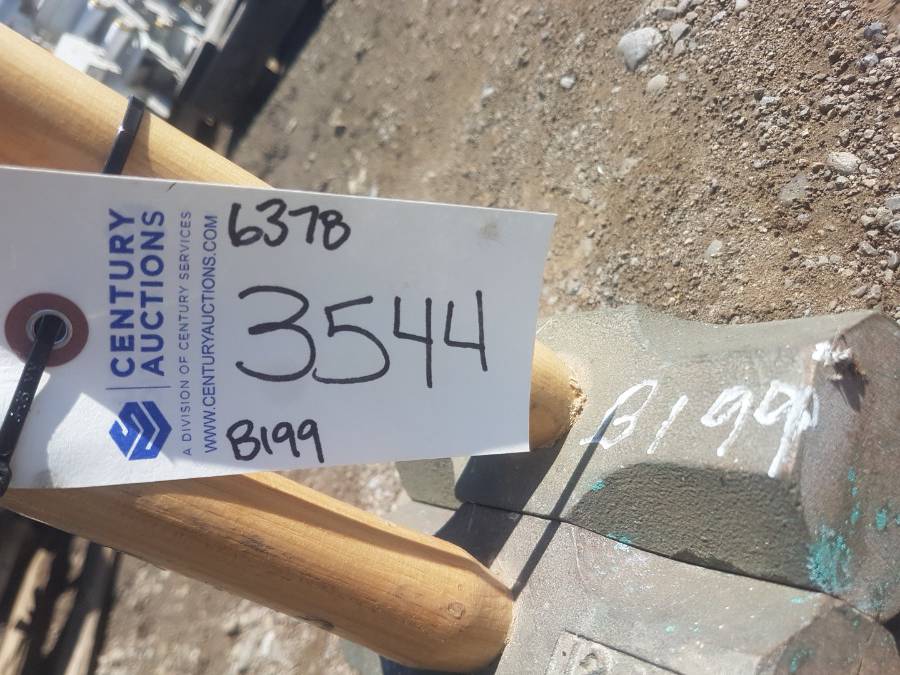 CENTURY
AUCTIONS
A DIVISION OF CENTURY SERVICES
WWW.CENTURYAUCTIONS.COM
6378
3544
B199
B199